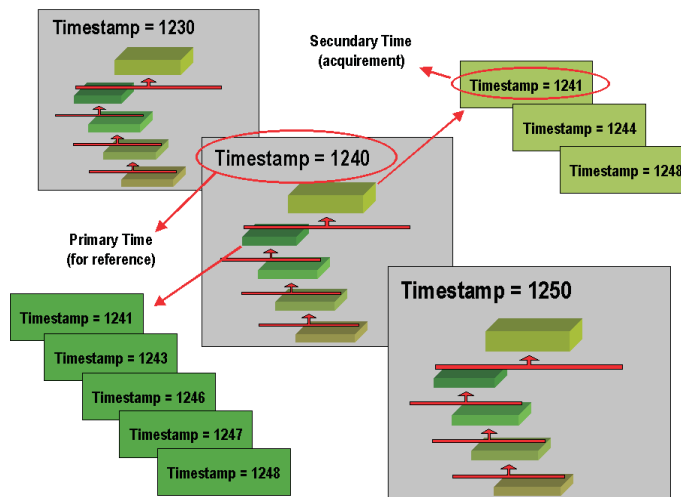 Timestamp = 1230
Secundary Time
(acquirement)
Timestamp = 1241
Timestamp = 1244
Timestamp = 1248
Timestamp = 1240
Primary Time
(for reference)
Timestamp = 1250
Timestamp = 1241
Timestamp = 1243
Timestamp = 1246
Timestamp = 1247
Timestamp = 1248